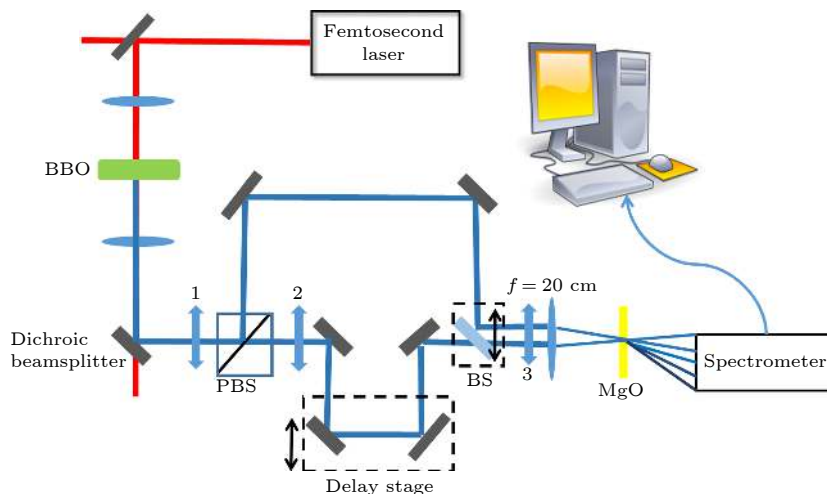 Femtosecond
laser
BBO
1
2
f = 20 cm
Dichroic
beamsplitter
PBS
BS
3
MgO
Spectrometer
Delay stage